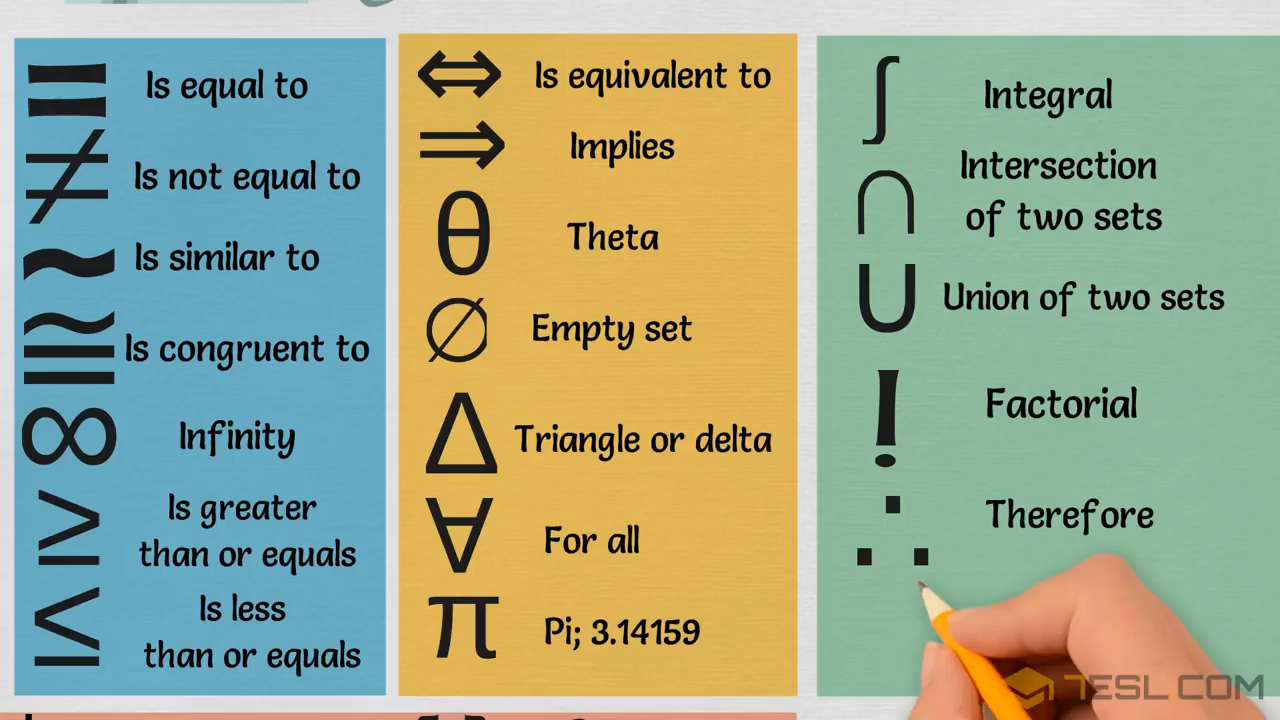 = Is equal to
≠ Is not equal to
~ Is similar to
≅ Is congruent to
∞ Infinity
≥ Is greater
than or equals
≤ Is less
than or equals
⇔ Is equivalent to
⇒ Implies
θ Theta
∅ Empty set
Δ Triangle or delta
∀ For all
π Pi; 3.14159
∫ Integral
∩ Intersection
of two sets
∪ Union of two sets
! Factorial
∴ Therefore
7ESL.COM